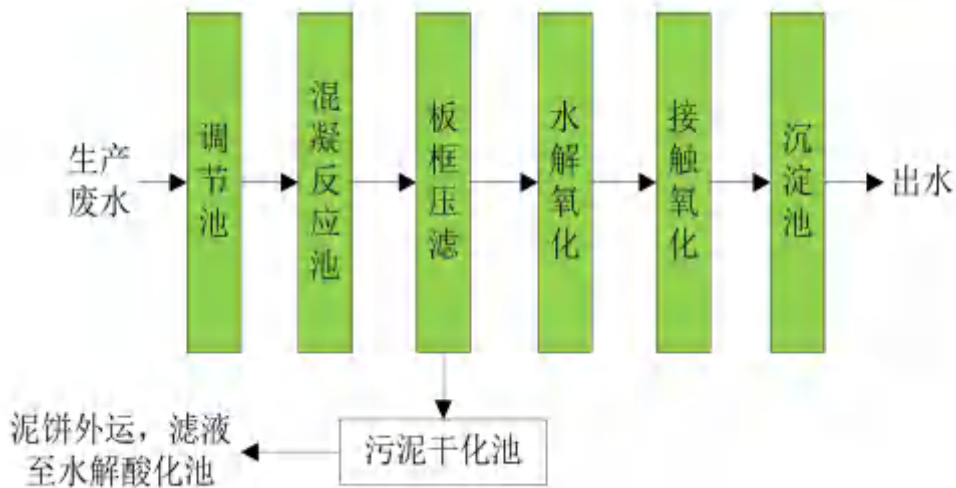 生产
废水
调节池
混凝反应池
板框压滤
水解氧化
接触氧化
沉淀池
出水
泥饼外运，滤液
至水解酸化池
污泥干化池